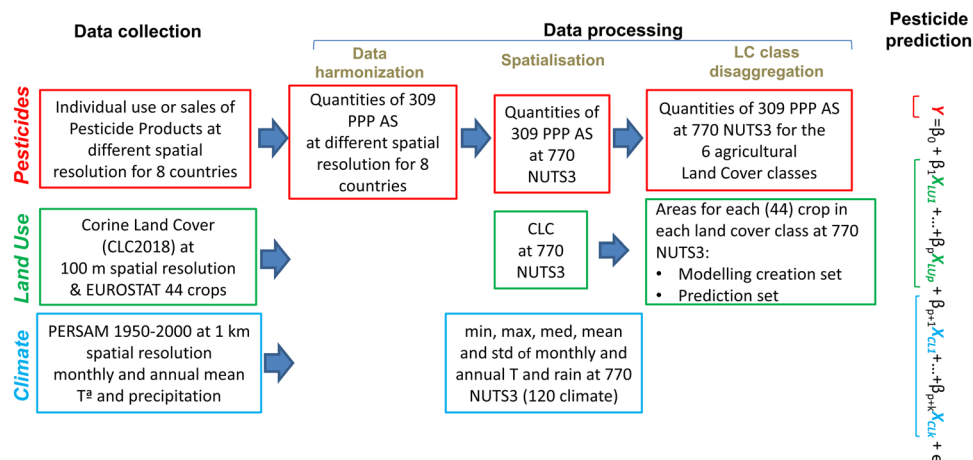 Data collection
Data processing
Pesticide
prediction
Data
harmonization
Spatialisation
LC class
disaggregation
Pesticides
Individual use or sales of
Pesticide Products at
different spatial
resolution for 8 countries
Quantities of 309
PPP AS
at different spatial
resolution for 8
countries
Quantities of
309 PPP AS
at 770
NUTS3
Quantities of 309 PPP AS
at 770 NUTS3 for the
6 agricultural
Land Cover classes
Land Use
Corine Land Cover
(CLC2018) at
100 m spatial resolution
& EUROSTAT 44 crops
CLC
at 770
NUTS3
Areas for each (44) crop in
each land cover class at 770
NUTS3:
• Modelling creation set
• Prediction set
Climate
PERSAM 1950-2000 at 1 km
spatial resolution
monthly and annual mean
Tª and precipitation
min, max, med, mean
and std of monthly and
annual T and rain at 770
NUTS3 (120 climate)
Y =β0 + β1XLU1 +...+βpXLUp + βp+1XCL1+...+βp+kXCLk + e